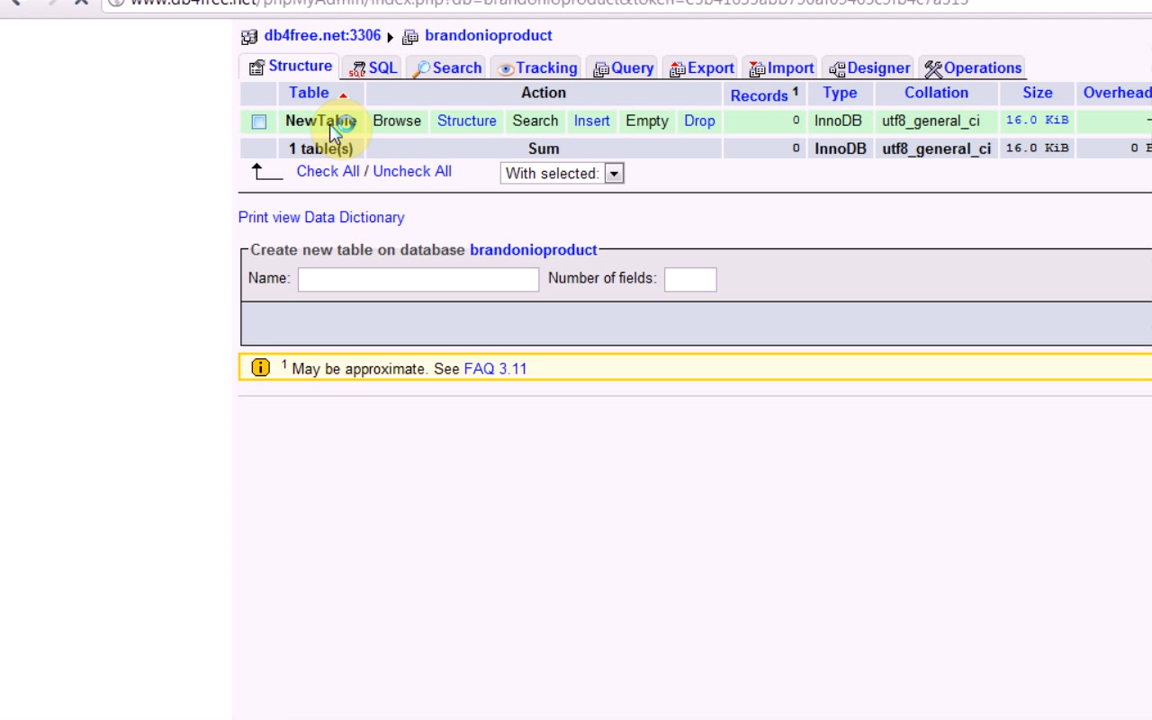 db4free.net:3306 ▸ brandonioproduct
Structure SQL Search Tracking Query Export Import Designer Operations
Table Action Records 1 Type Collation Size Overhead
NewTable Browse Structure Search Insert Empty Drop 0 InnoDB utf8_general_ci 16.0 KiB -
1 table(s) Sum 0 InnoDB utf8_general_ci 16.0 KiB 0
Check All / Uncheck All With selected:
Print view Data Dictionary
Create new table on database brandonioproduct
Name: Number of fields:
1 May be approximate. See FAQ 3.11